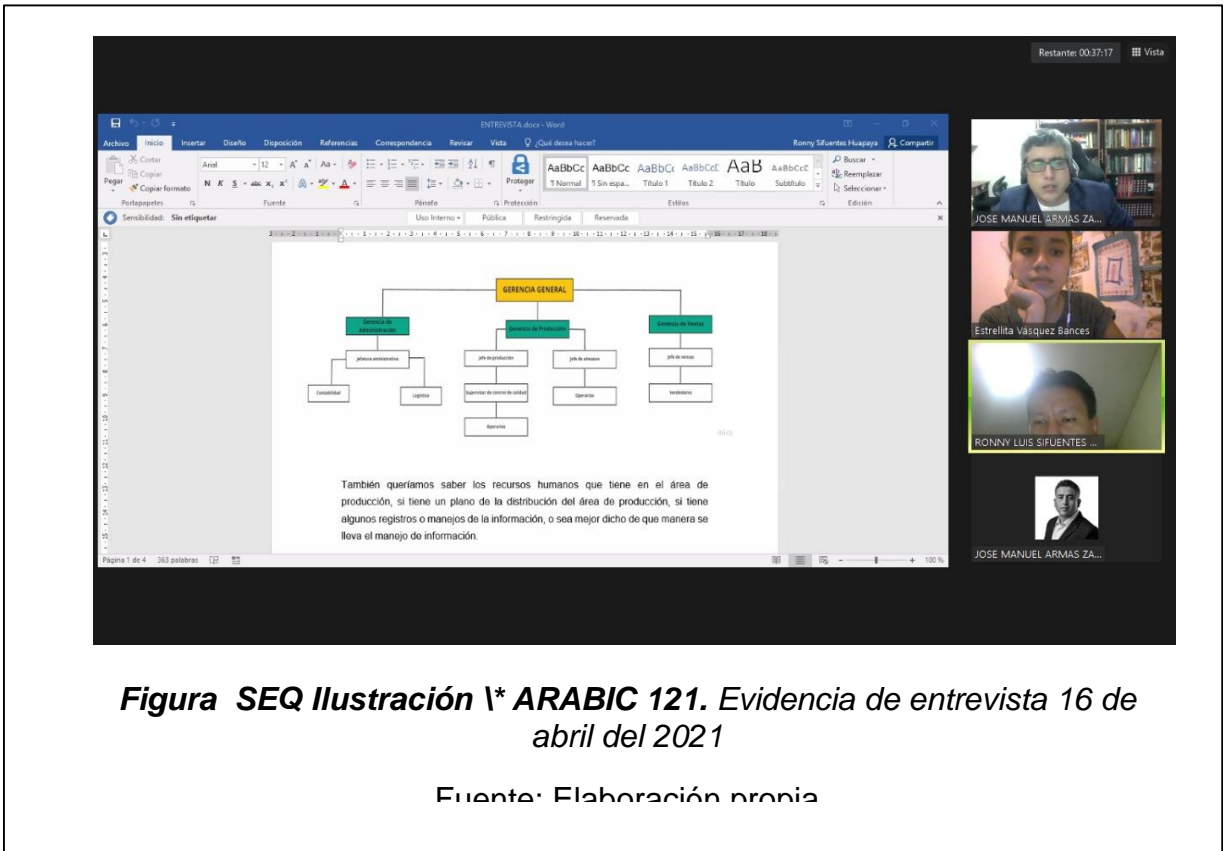 Restante: 00:37:17 Vista
ENTREVISTA.docx - Word
Archivo Inicio Insertar Diseño Disposición Referencias Correspondencia Revisar Vista ¿Qué desea hacer? Ronny Sifuentes Huapaya Compartir
Cortar
Copiar
Copiar formato
Pegar
Arial 12
N K S
AaBbCc AaBbCc AaBbCc AaBbCcC AaB AaBbCcC
¶ Normal ¶ Sin espa... Título 1 Título 2 Título Subtítulo
Proteger
Buscar
Reemplazar
Seleccionar
Portapapeles Fuente Párrafo Protección Estilos Edición
Sensibilidad: Sin etiquetar Uso Interno Pública Restringida Reservada
GERENCIA GENERAL
Gerencia de Administración
Gerencia de Producción
Gerencia de Ventas
Jefatura administrativa
Jefe de producción
Jefe de almacen
Jefe de ventas
Contabilidad
Logística
Supervisor de control de calidad
Operarios
Vendedores
Operarios
miro
También queríamos saber los recursos humanos que tiene en el área de
producción, si tiene un plano de la distribución del área de producción, si tiene
algunos registros o manejos de la información, o sea mejor dicho de que manera se
lleva el manejo de información.
Página 1 de 4 363 palabras 100 %
JOSE MANUEL ARMAS ZA...
Estrellita Vásquez Bances
RONNY LUIS SIFUENTES ...
JOSE MANUEL ARMAS ZA...
Figura SEQ Ilustración \* ARABIC 121. Evidencia de entrevista 16 de
abril del 2021
Fuente: Elaboración propia